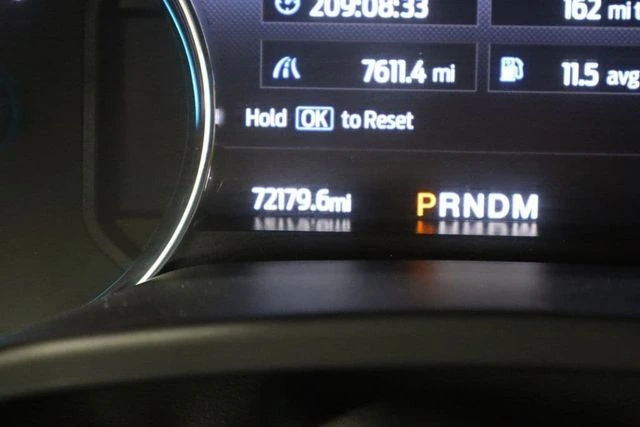 209:08:33 162 mi t
7611.4 mi 11.5 avg
Hold OK to Reset
72179.6mi PRNDM